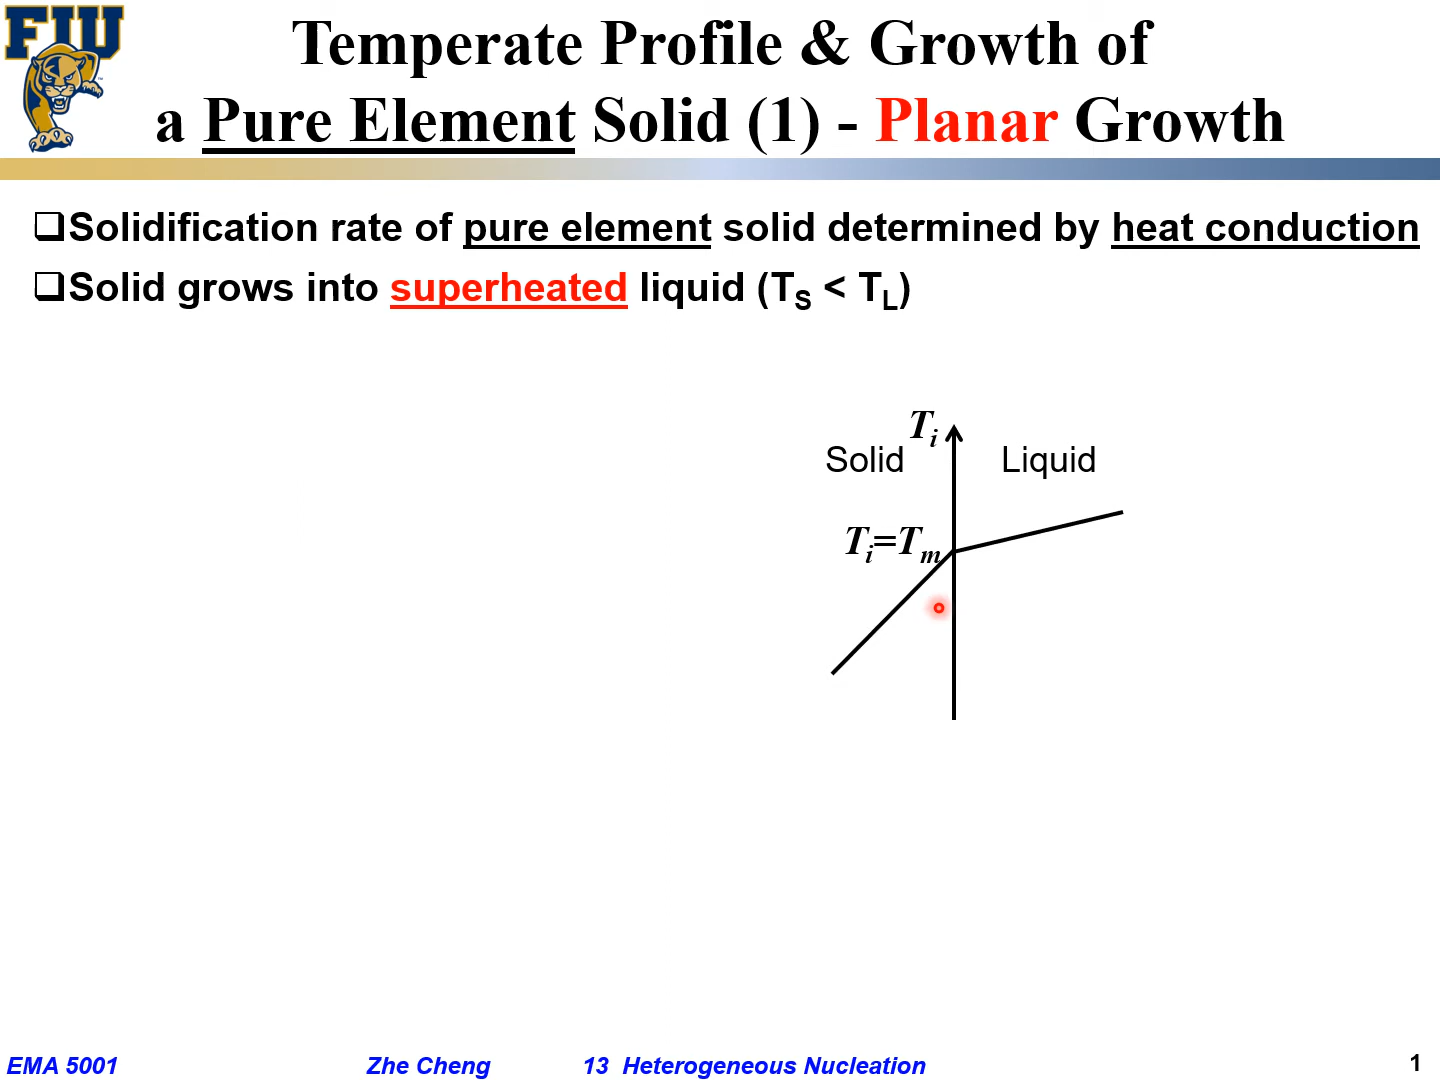 FIU
Temperate Profile & Growth of
a Pure Element Solid (1) - Planar Growth
❑Solidification rate of pure element solid determined by heat conduction
❑Solid grows into superheated liquid (TS < TL)
Ti
Solid
Liquid
Ti=Tm
EMA 5001
Zhe Cheng
13 Heterogeneous Nucleation
1